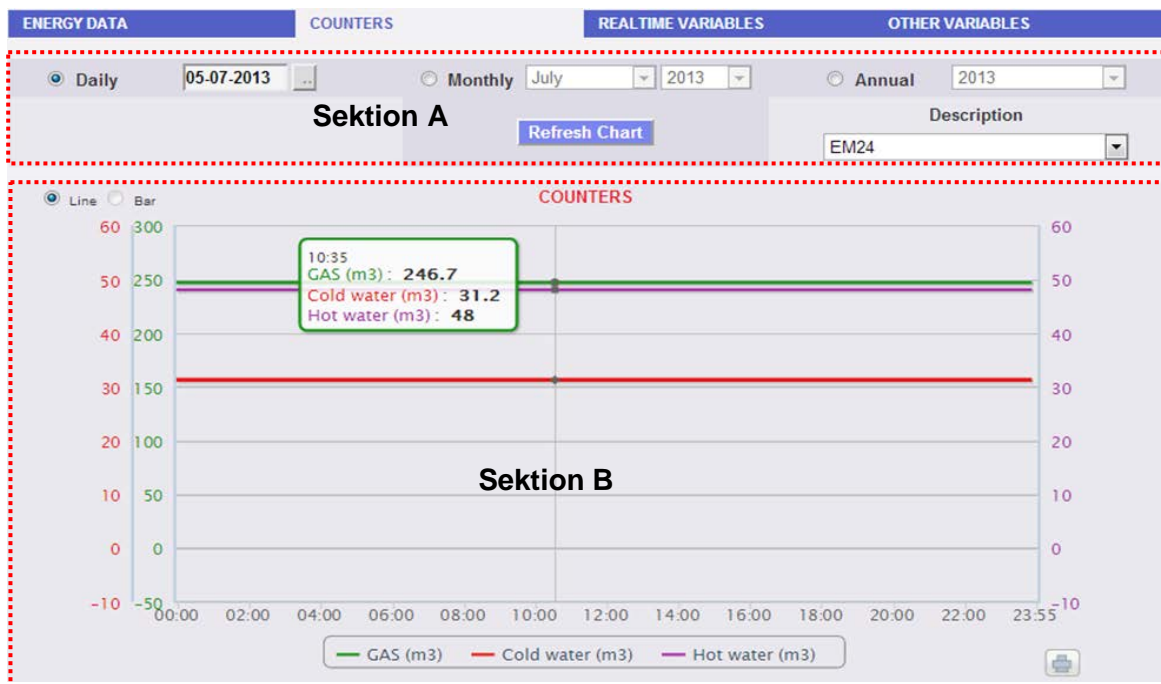 ENERGY DATA COUNTERS REALTIME VARIABLES OTHER VARIABLES
Daily 05-07-2013 .. Monthly July 2013 Annual 2013
Sektion A
Refresh Chart
Description
EM24
Line Bar
COUNTERS
60 300 60
10:35
GAS (m3) : 246.7
Cold water (m3) : 31.2
Hot water (m3) : 48
50 250 50
40 200 40
30 150 30
20 100 20
Sektion B
10 50 10
0 0 0
-10 -50 -10
00:00 02:00 04:00 06:00 08:00 10:00 12:00 14:00 16:00 18:00 20:00 22:00 23:55
GAS (m3) Cold water (m3) Hot water (m3)